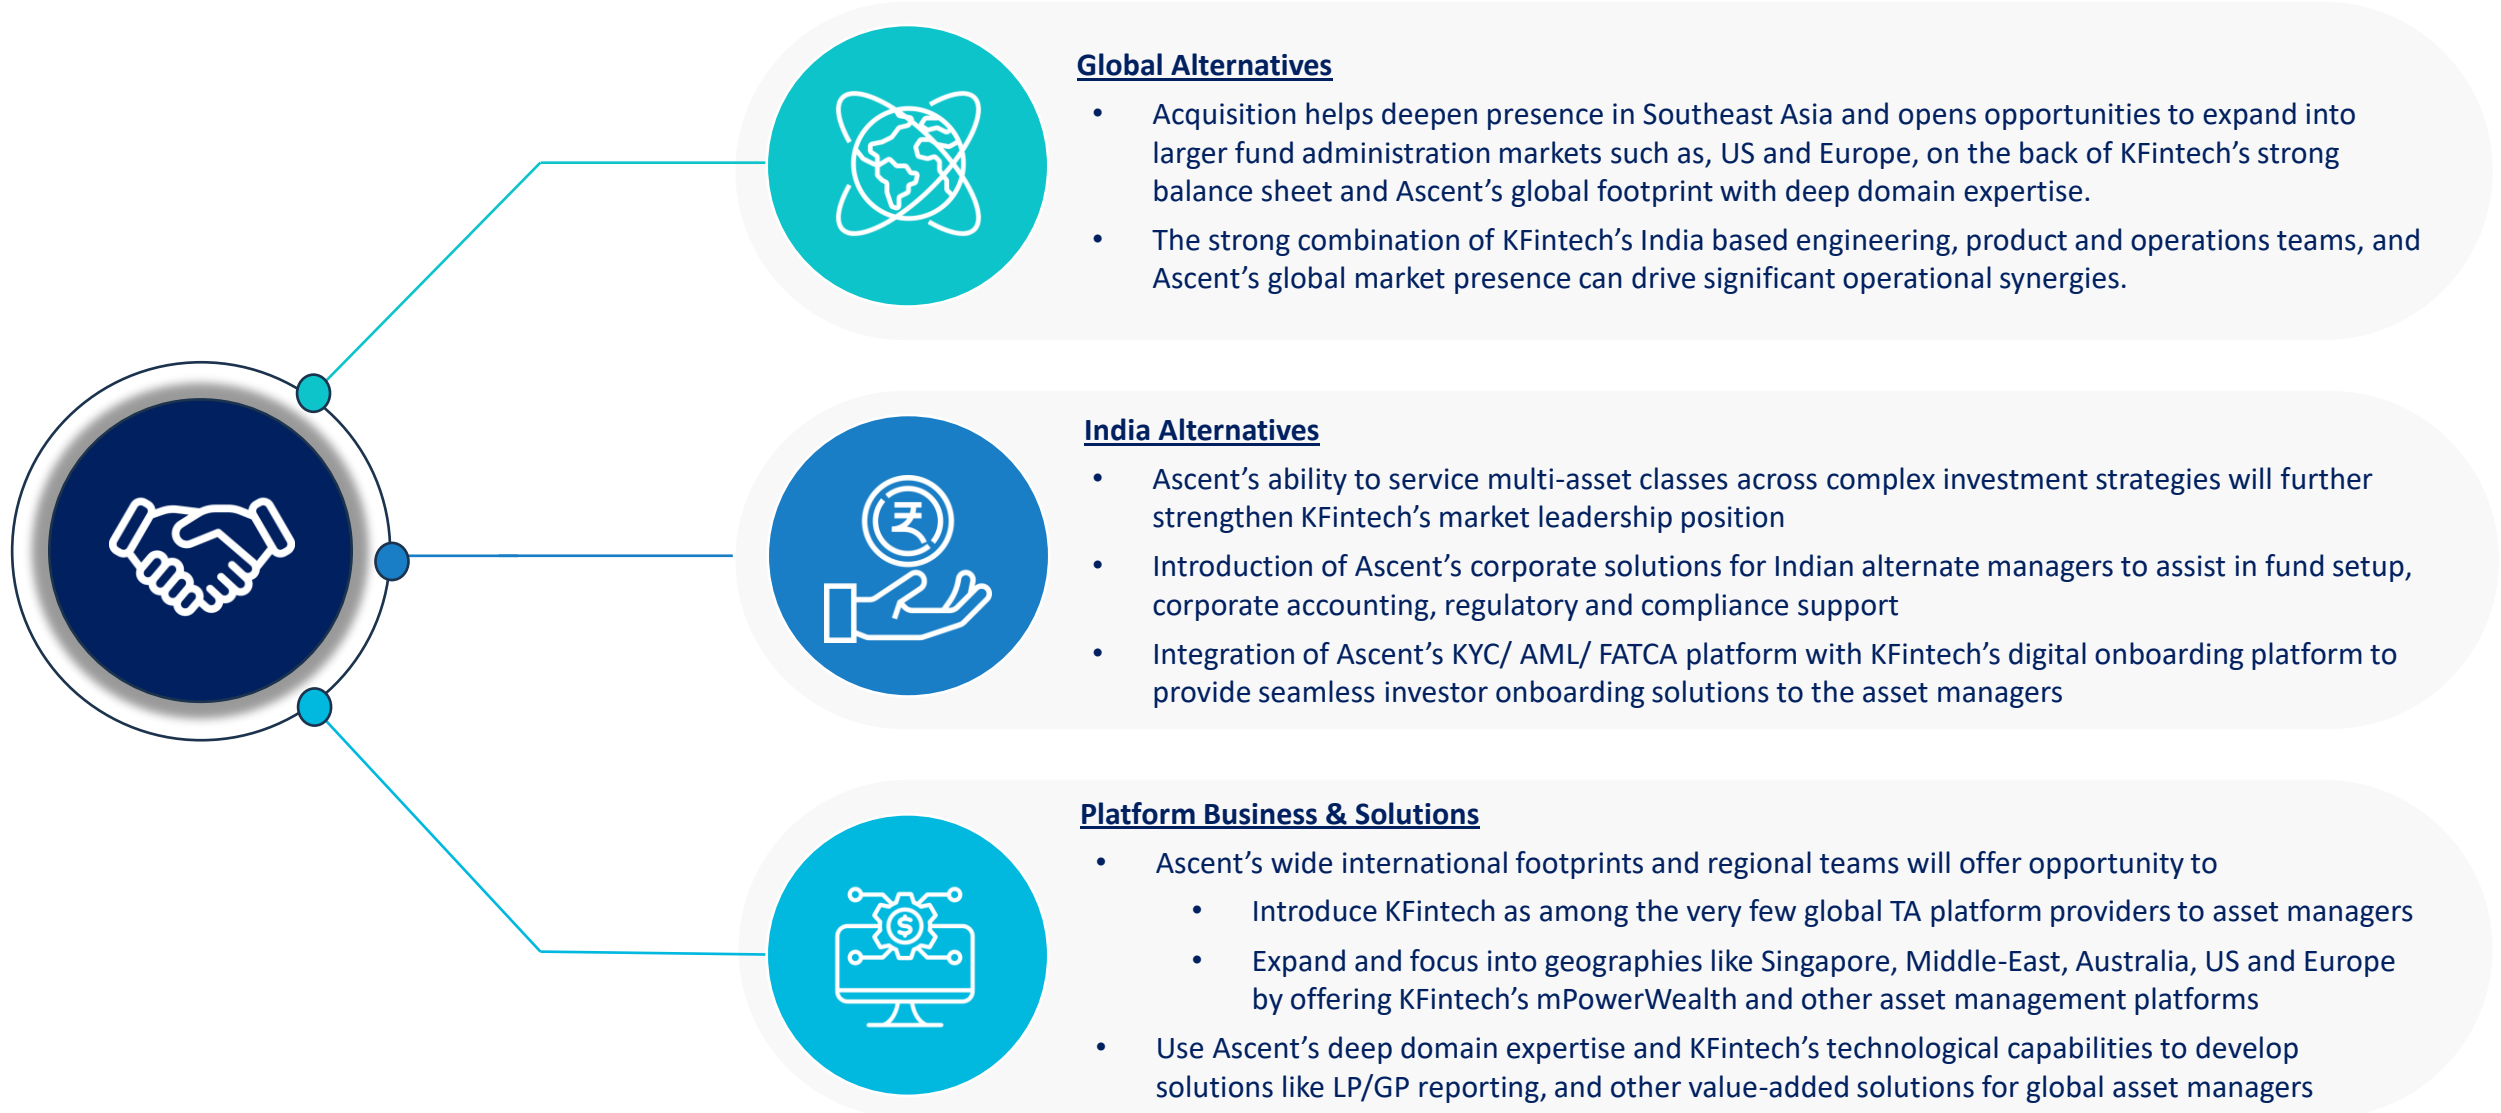 Global Alternatives
• Acquisition helps deepen presence in Southeast Asia and opens opportunities to expand into
larger fund administration markets such as, US and Europe, on the back of KFintech’s strong
balance sheet and Ascent’s global footprint with deep domain expertise.
• The strong combination of KFintech’s India based engineering, product and operations teams, and
Ascent’s global market presence can drive significant operational synergies.
India Alternatives
• Ascent’s ability to service multi-asset classes across complex investment strategies will further
strengthen KFintech’s market leadership position
• Introduction of Ascent’s corporate solutions for Indian alternate managers to assist in fund setup,
corporate accounting, regulatory and compliance support
• Integration of Ascent’s KYC/ AML/ FATCA platform with KFintech’s digital onboarding platform to
provide seamless investor onboarding solutions to the asset managers
Platform Business & Solutions
• Ascent’s wide international footprints and regional teams will offer opportunity to
• Introduce KFintech as among the very few global TA platform providers to asset managers
• Expand and focus into geographies like Singapore, Middle-East, Australia, US and Europe
by offering KFintech’s mPowerWealth and other asset management platforms
• Use Ascent’s deep domain expertise and KFintech’s technological capabilities to develop
solutions like LP/GP reporting, and other value-added solutions for global asset managers